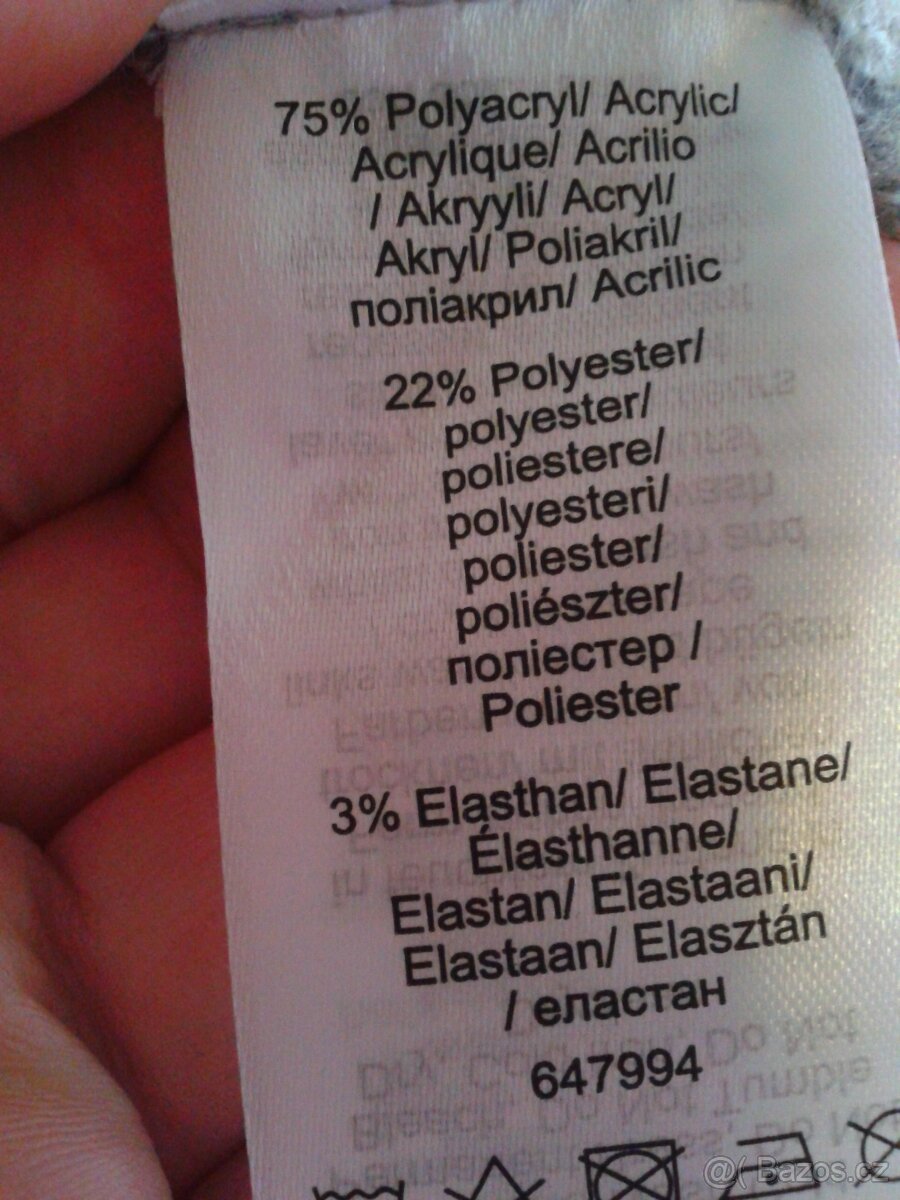 75% Polyacryl/ Acrylic/
Acrylique/ Acrilio
/ Akryyli/ Acryl/
Akryl/ Poliakril/
поліакрил/ Acrilic
22% Polyester/
polyester/
poliestere/
polyesteri/
poliester/
poliészter/
поліестер /
Poliester
3% Elasthan/ Elastane/
Élasthanne/
Elastan/ Elastaani/
Elastaan/ Elasztán
/ еластан
647994
Bazos.cz